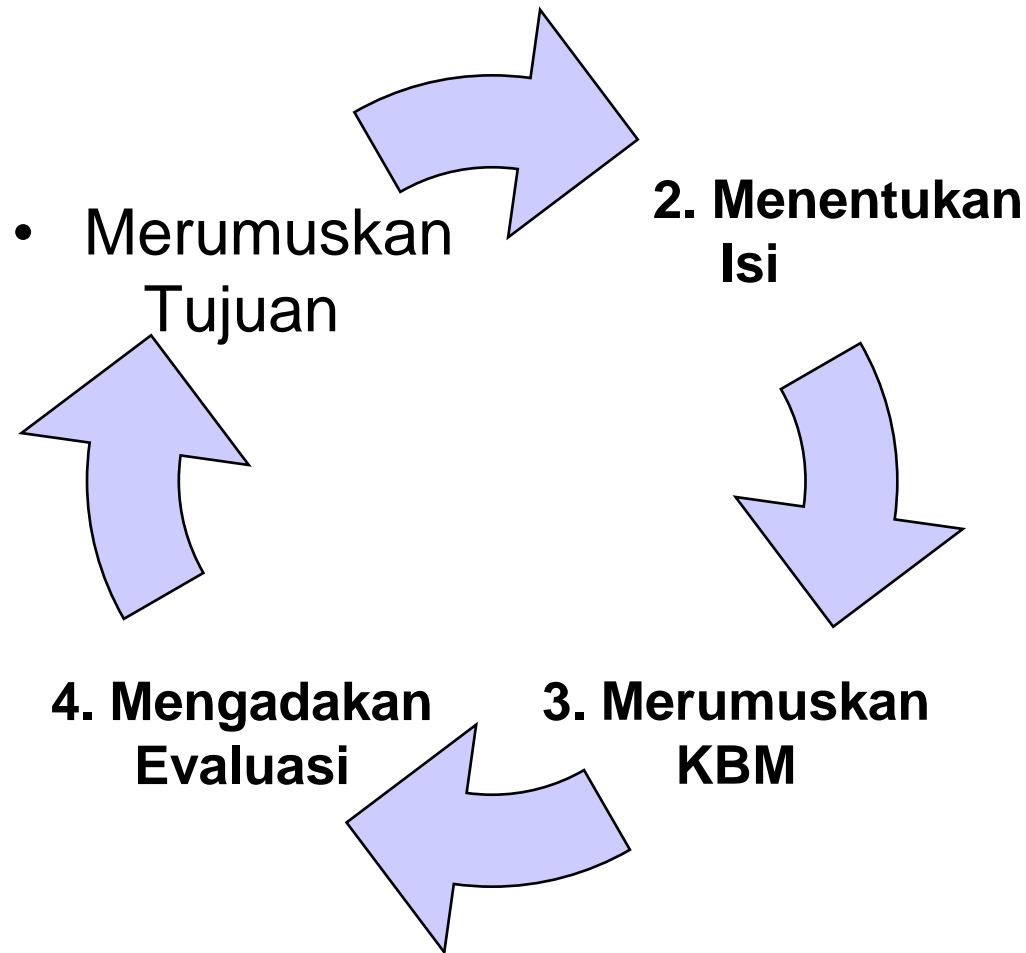 • Merumuskan
Tujuan
2. Menentukan
Isi
3. Merumuskan
KBM
4. Mengadakan
Evaluasi